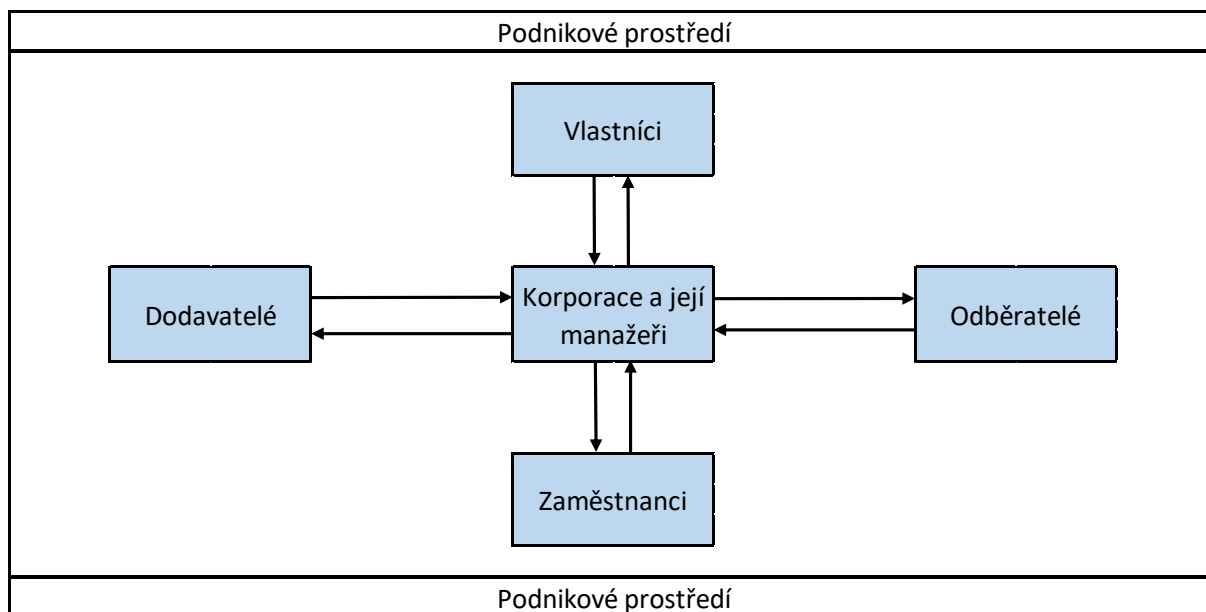 Podnikové prostředí
Vlastníci
Dodavatelé
Korporace a její
manažeři
Odběratelé
Zaměstnanci
Podnikové prostředí